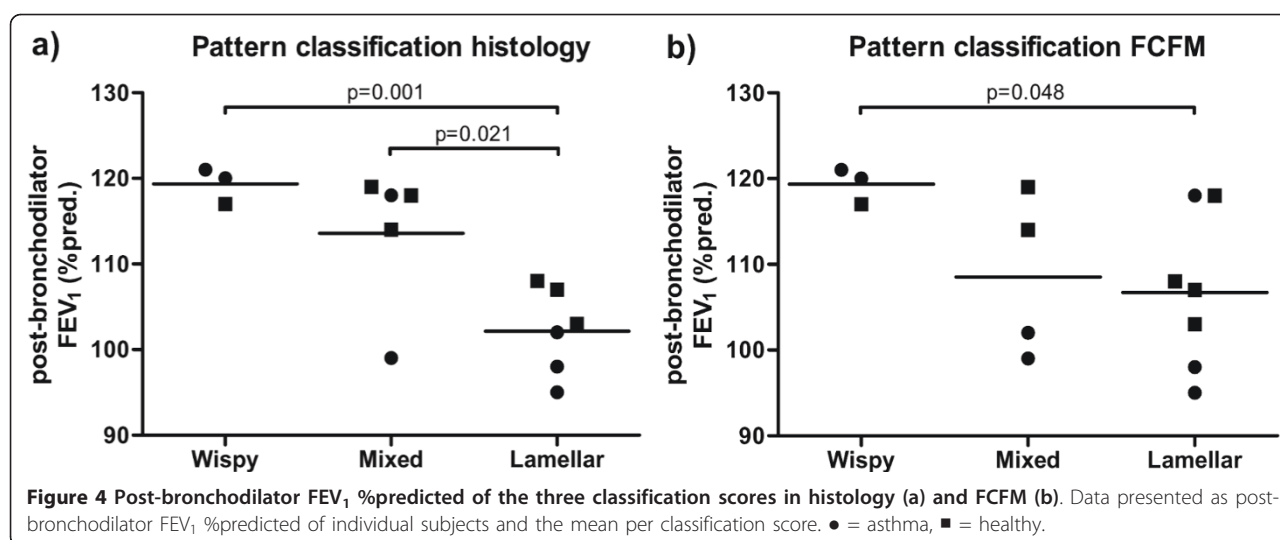 a) Pattern classification histology
130
120
110
100
90
post-bronchodilator
FEV₁ (%pred.)
p=0.001
p=0.021
Wispy Mixed Lamellar
b) Pattern classification FCFM
130
120
110
100
90
post-bronchodilator
FEV₁ (%pred.)
p=0.048
Wispy Mixed Lamellar
Figure 4 Post-bronchodilator FEV₁ %predicted of the three classification scores in histology (a) and FCFM (b). Data presented as post-
bronchodilator FEV₁ %predicted of individual subjects and the mean per classification score. ● = asthma, ■ = healthy.